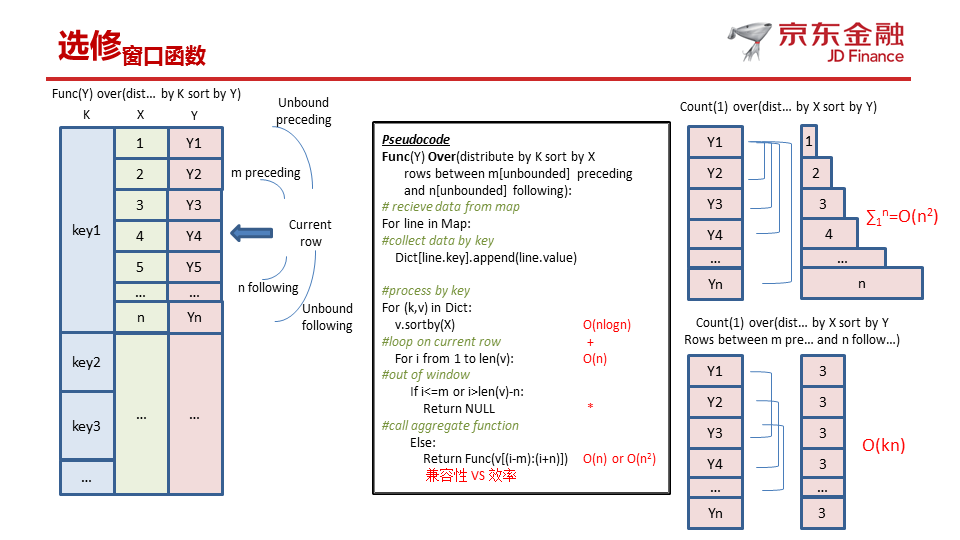 选修窗口函数
京东金融
JD Finance
Func(Y) over(dist... by K sort by Y)
K X Y
key1
1 Y1
2 Y2
3 Y3
4 Y4
5 Y5
... ...
n Yn
key2
key3
...
... ...
Unbound
preceding
m preceding
Current
row
n following
Unbound
following
Pseudocode
Func(Y) Over(distribute by K sort by X
rows between m[unbounded] preceding
and n[unbounded] following):
# recieve data from map
For line in Map:
#collect data by key
Dict[line.key].append(line.value)
#process by key
For (k,v) in Dict:
v.sortby(X) O(nlogn)
#loop on current row +
For i from 1 to len(v): O(n)
#out of window
If i<=m or i>len(v)-n:
Return NULL *
#call aggregate function
Else:
Return Func(v[(i-m):(i+n)]) O(n) or O(n²)
兼容性 VS 效率
Count(1) over(dist... by X sort by Y)
Y1 1
Y2 2
Y3 3
Y4 4
... ...
Yn n
∑₁ⁿ=O(n²)
Count(1) over(dist... by X sort by Y
Rows between m pre... and n follow...)
Y1 3
Y2 3
Y3 3
Y4 3
... ...
Yn 3
O(kn)